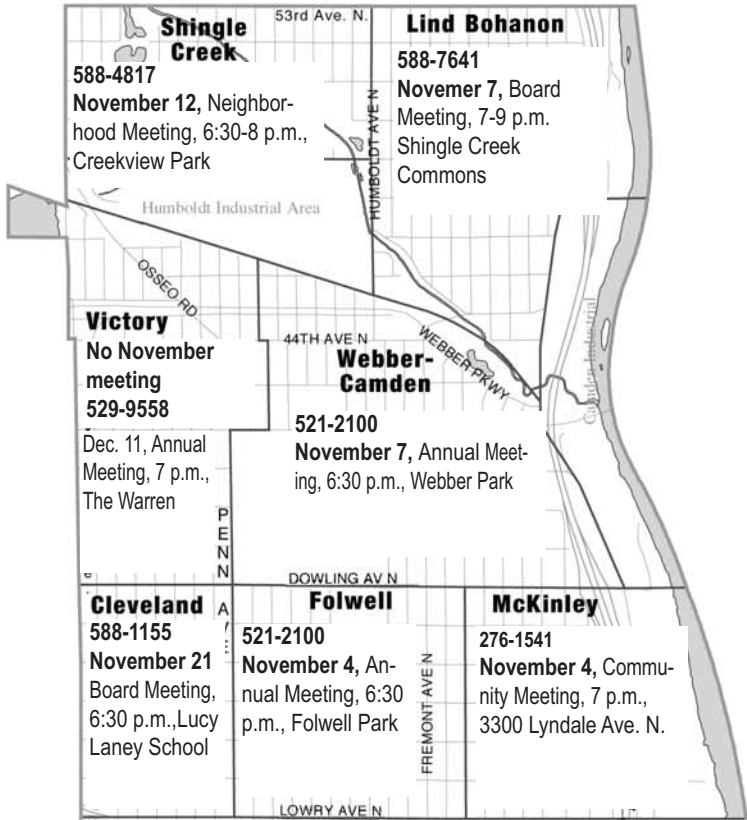 53rd Ave. N.
Shingle
Creek
588-4817
November 12, Neighbor-
hood Meeting, 6:30-8 p.m.,
Creekview Park
Lind Bohanon
588-7641
Novemer 7, Board
Meeting, 7-9 p.m.
Shingle Creek
Commons
HUMBOLDT AVE N
Humboldt Industrial Area
OSSEO RD
Victory
No November
meeting
529-9558
Dec. 11, Annual
Meeting, 7 p.m.,
The Warren
44TH AVE N
WEBBER PKWY
Webber-
Camden
521-2100
November 7, Annual Meet-
ing, 6:30 p.m., Webber Park
Camden Industrial
PENN AVE
DOWLING AV N
Cleveland
588-1155
November 21
Board Meeting,
6:30 p.m.,Lucy
Laney School
Folwell
521-2100
November 4, An-
nual Meeting, 6:30
p.m., Folwell Park
FREMONT AVE N
McKinley
276-1541
November 4, Commu-
nity Meeting, 7 p.m.,
3300 Lyndale Ave. N.
LOWRY AVE N